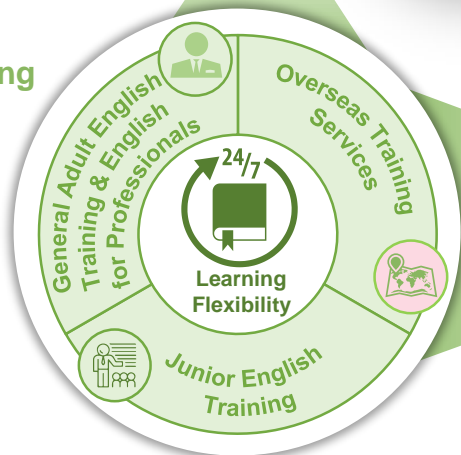 ng
General Adult English
Training & English
for Professionals
Overseas Training
Services
24/7
Learning
Flexibility
Junior English
Training